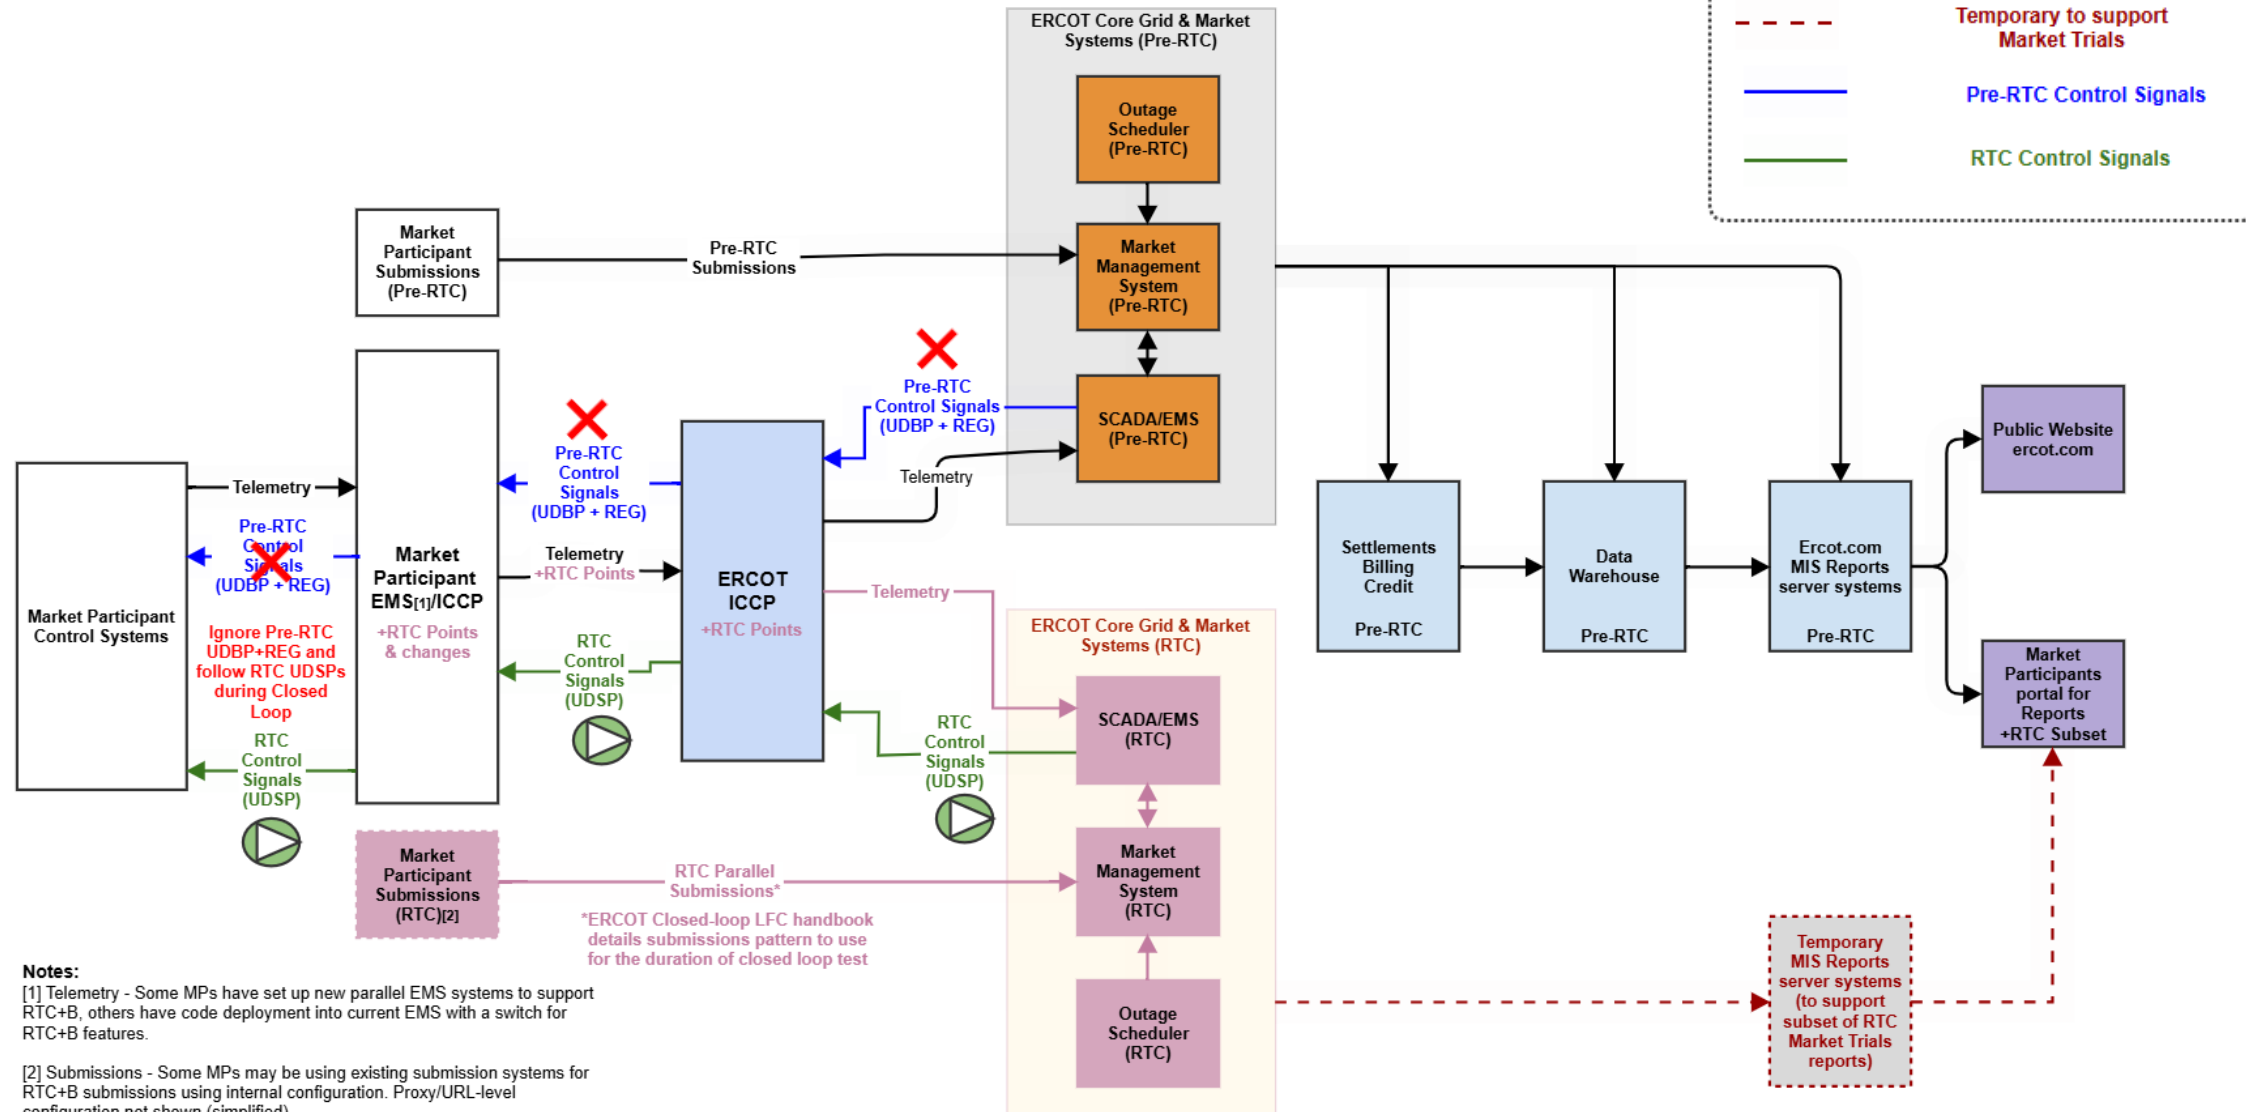 ERCOT Core Grid & Market
Systems (Pre-RTC)
Temporary to support
Market Trials
Pre-RTC Control Signals
RTC Control Signals
Outage
Scheduler
(Pre-RTC)
Market
Participant
Submissions
(Pre-RTC)
Pre-RTC
Submissions
Market
Management
System
(Pre-RTC)
Pre-RTC
Control Signals
(UDBP + REG)
SCADA/EMS
(Pre-RTC)
Telemetry
Pre-RTC
Control
Signals
(UDBP + REG)
Telemetry
Pre-RTC
Control
Signals
(UDBP + REG)
Market Participant
Control Systems
Ignore Pre-RTC
UDBP+REG and
follow RTC UDSPs
during Closed
Loop
RTC
Control
Signals
(UDSP)
Market
Participant
EMS[1]/ICCP
+RTC Points
& changes
Telemetry
+RTC Points
RTC
Control
Signals
(UDSP)
ERCOT
ICCP
+RTC Points
Telemetry
RTC
Control
Signals
(UDSP)
ERCOT Core Grid & Market
Systems (RTC)
SCADA/EMS
(RTC)
Market
Management
System
(RTC)
Outage
Scheduler
(RTC)
Market
Participant
Submissions
(RTC)[2]
RTC Parallel
Submissions*
*ERCOT Closed-loop LFC handbook
details submissions pattern to use
for the duration of closed loop test
Settlements
Billing
Credit
Pre-RTC
Data
Warehouse
Pre-RTC
Ercot.com
MIS Reports
server systems
Pre-RTC
Public Website
ercot.com
Market
Participants
portal for
Reports
+RTC Subset
Temporary
MIS Reports
server systems
(to support
subset of RTC
Market Trials
reports)
Notes:
[1] Telemetry - Some MPs have set up new parallel EMS systems to support
RTC+B, others have code deployment into current EMS with a switch for
RTC+B features.
[2] Submissions - Some MPs may be using existing submission systems for
RTC+B submissions using internal configuration. Proxy/URL-level
configuration not shown (simplified)